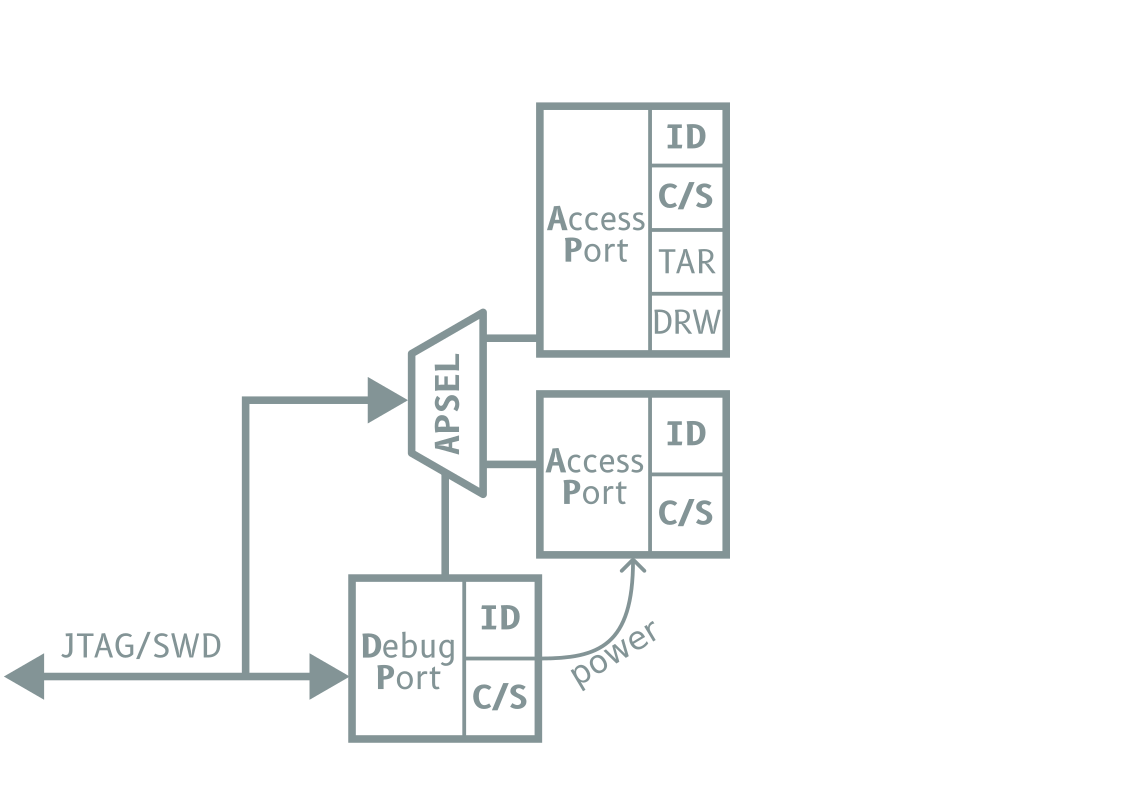 ID
C/S
Access
Port
TAR
DRW
APSEL
ID
Access
Port
C/S
JTAG/SWD
ID
Debug
Port
C/S
power